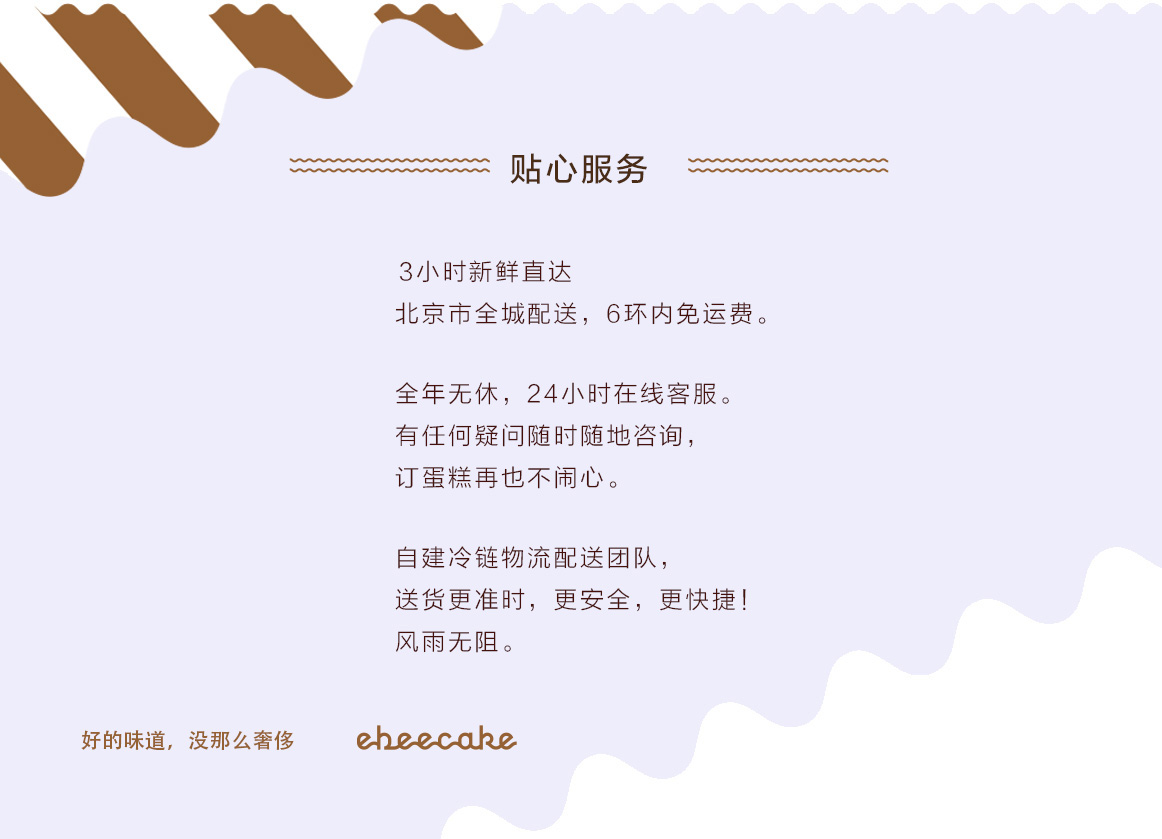 贴心服务
3小时新鲜直达
北京市全城配送，6环内免运费。
全年无休，24小时在线客服。
有任何疑问随时随地咨询，
订蛋糕再也不闹心。
自建冷链物流配送团队，
送货更准时，更安全，更快捷！
风雨无阻。
好的味道，没那么奢侈
ebeecake